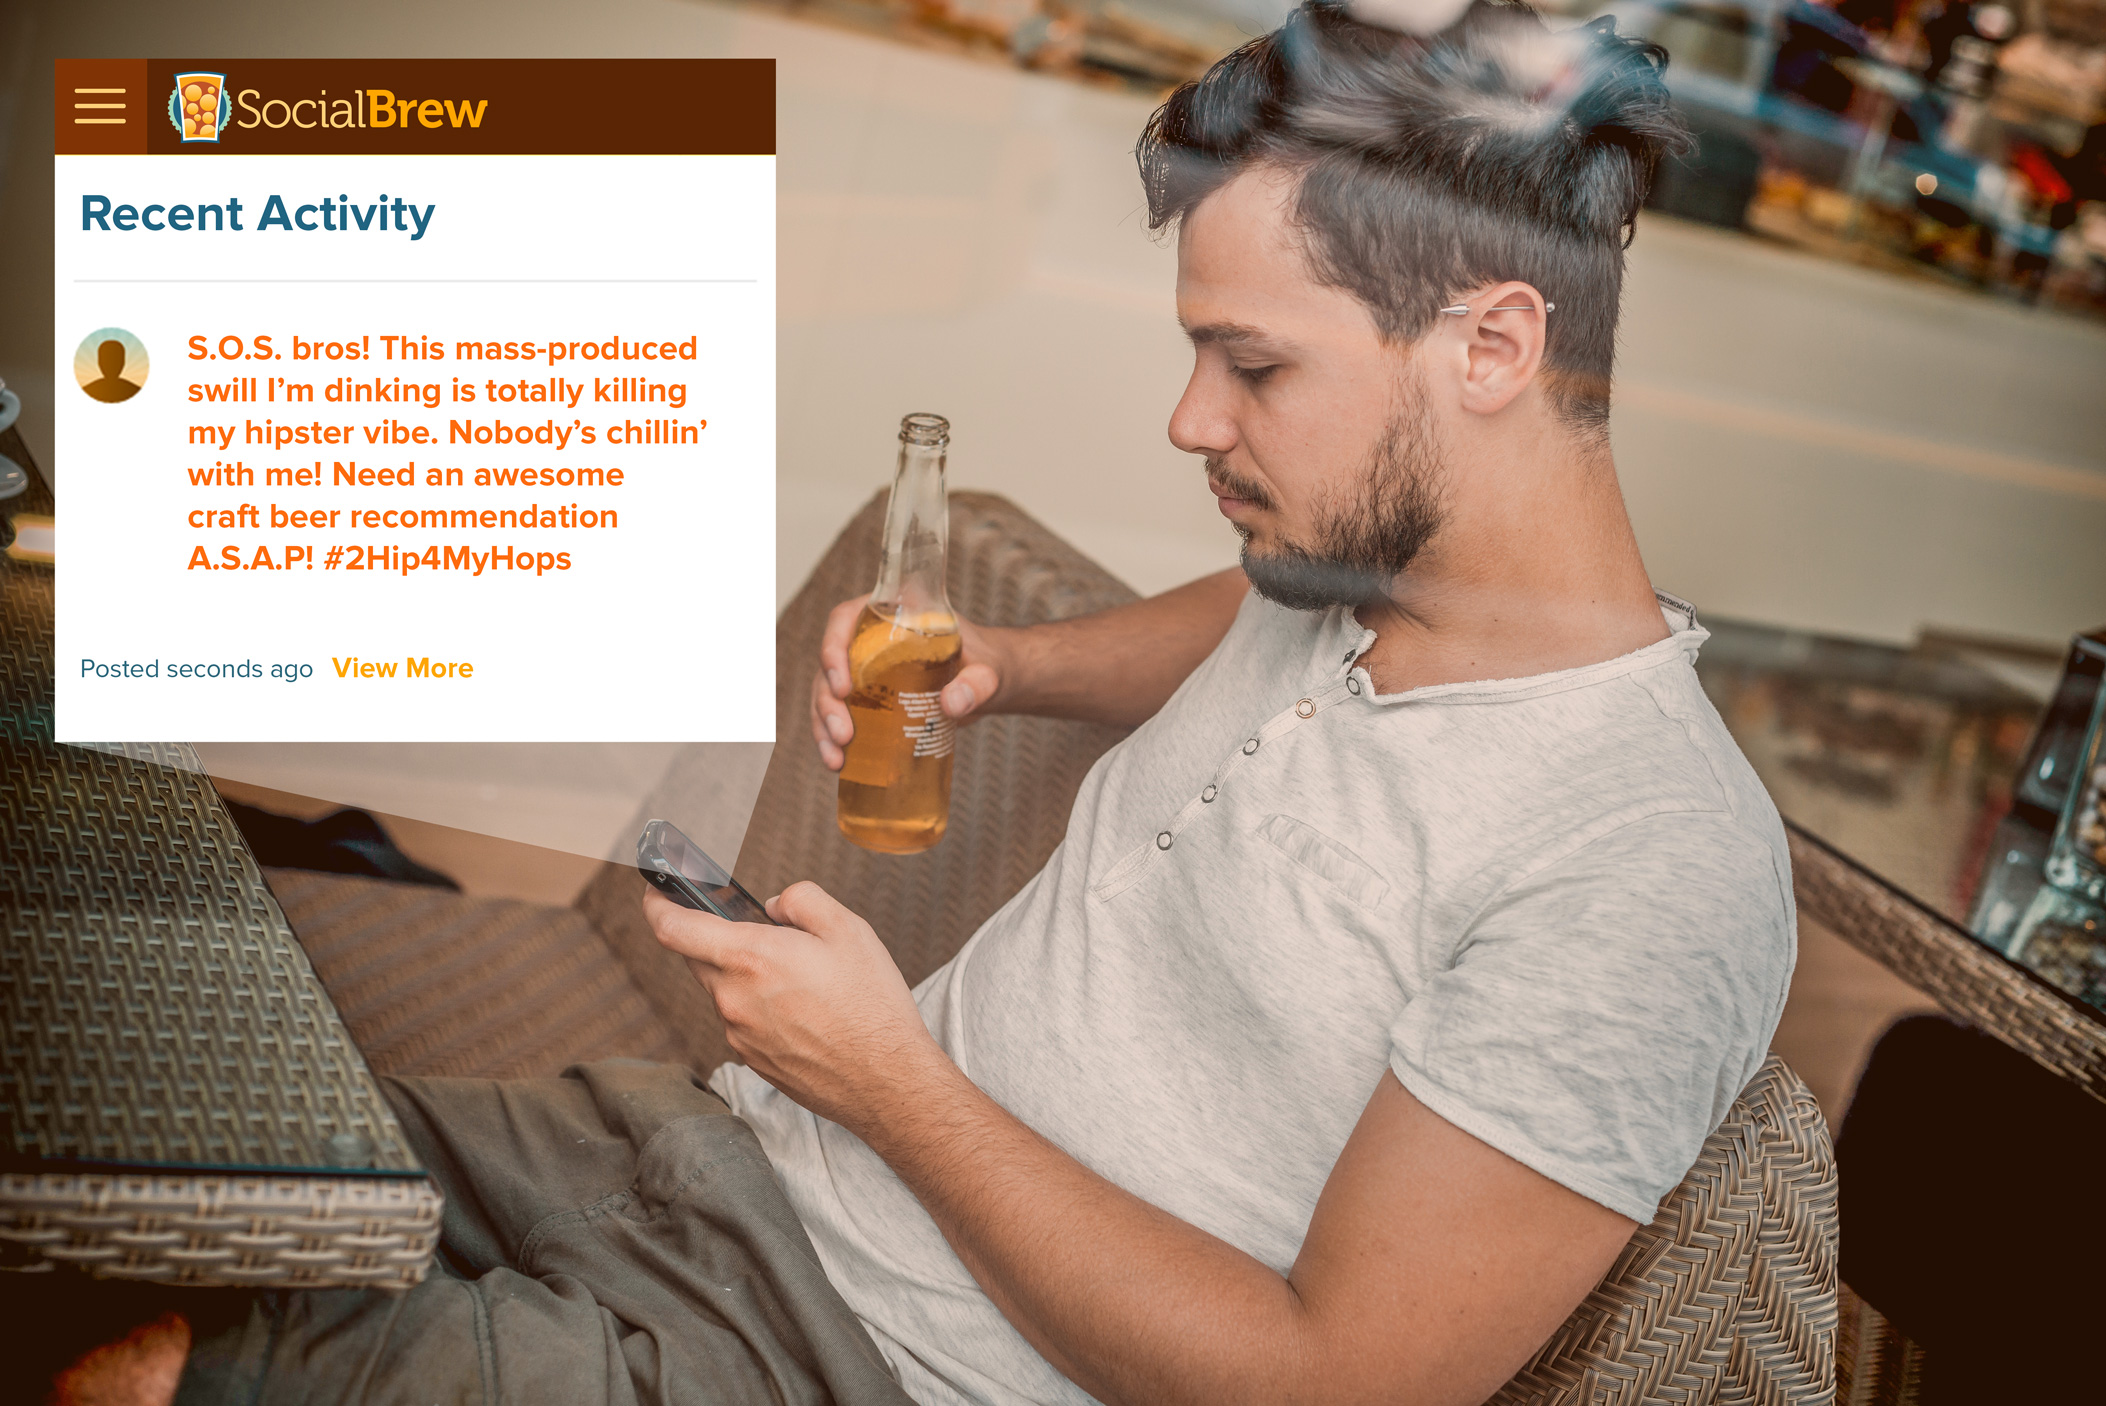 SocialBrew
Recent Activity
S.O.S. bros! This mass-produced
swill I'm dinking is totally killing
my hipster vibe. Nobody's chillin'
with me! Need an awesome
craft beer recommendation
A.S.A.P! #2Hip4MyHops
Posted seconds ago View More